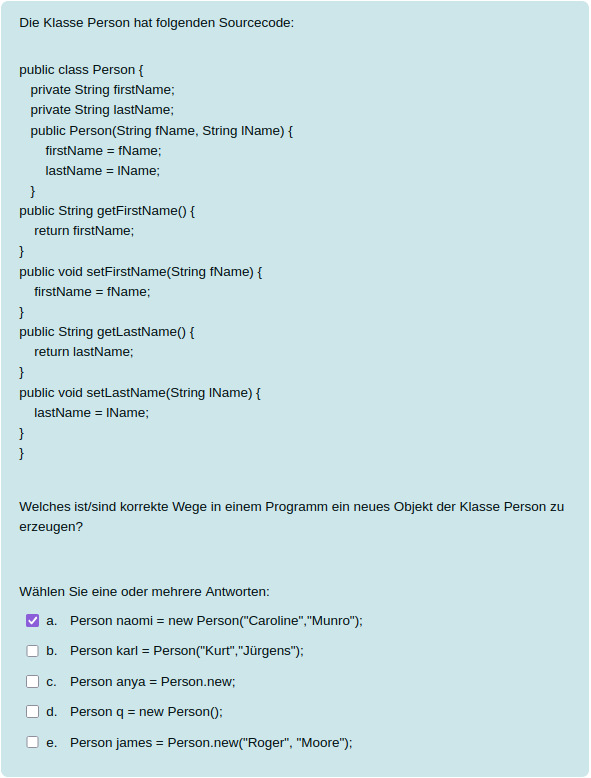 Die Klasse Person hat folgenden Sourcecode:
public class Person {
private String firstName;
private String lastName;
public Person(String fName, String lName) {
firstName = fName;
lastName = lName;
}
public String getFirstName() {
return firstName;
}
public void setFirstName(String fName) {
firstName = fName;
}
public String getLastName() {
return lastName;
}
public void setLastName(String lName) {
lastName = lName;
}
}
Welches ist/sind korrekte Wege in einem Programm ein neues Objekt der Klasse Person zu
erzeugen?
Wählen Sie eine oder mehrere Antworten:
a. Person naomi = new Person("Caroline","Munro");
b. Person karl = Person("Kurt","Jürgens");
c. Person anya = Person.new;
d. Person q = new Person();
e. Person james = Person.new("Roger", "Moore");